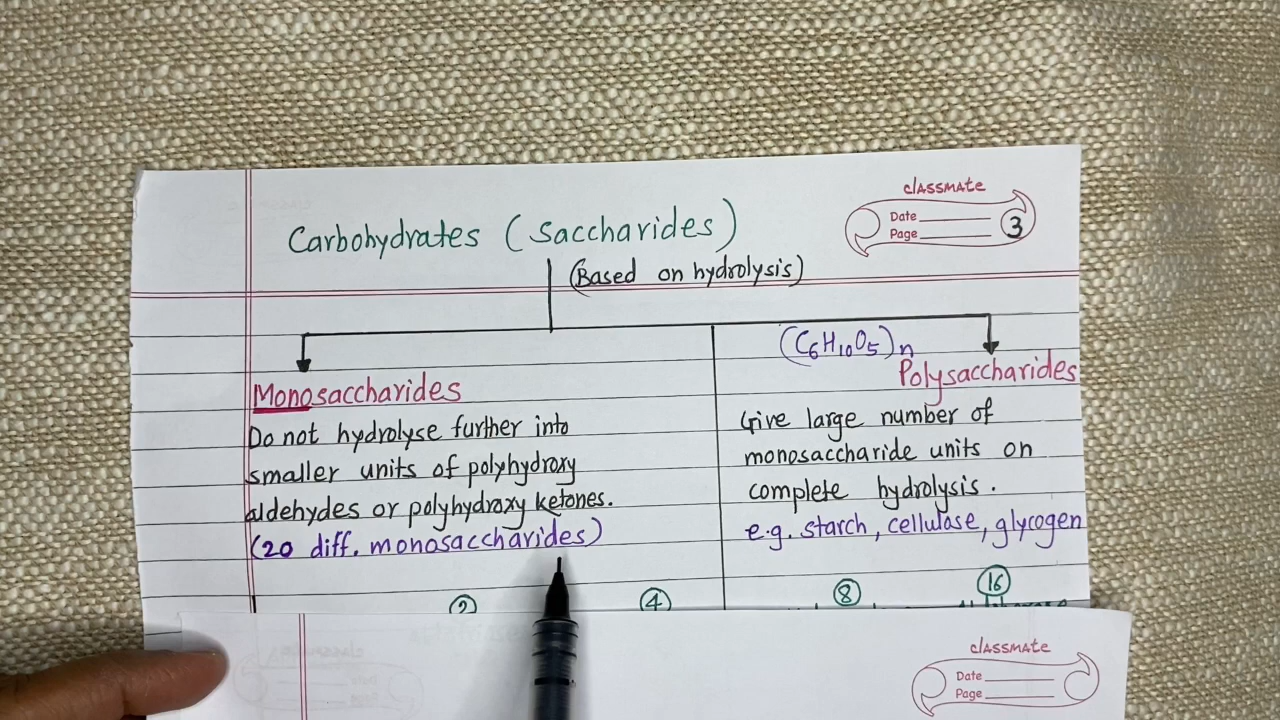 classmate
Date
Page 3
Carbohydrates (Saccharides)
(Based on hydrolysis)
Monosaccharides
Do not hydrolyse further into
smaller units of polyhydroxy
aldehydes or polyhydroxy ketones.
(20 diff. monosaccharides)
(C₆H₁₀O₅)n
Polysaccharides
Give large number of
monosaccharide units on
complete hydrolysis.
e.g. starch, cellulose, glycogen
2 4 8 16
classmate
Date
Page